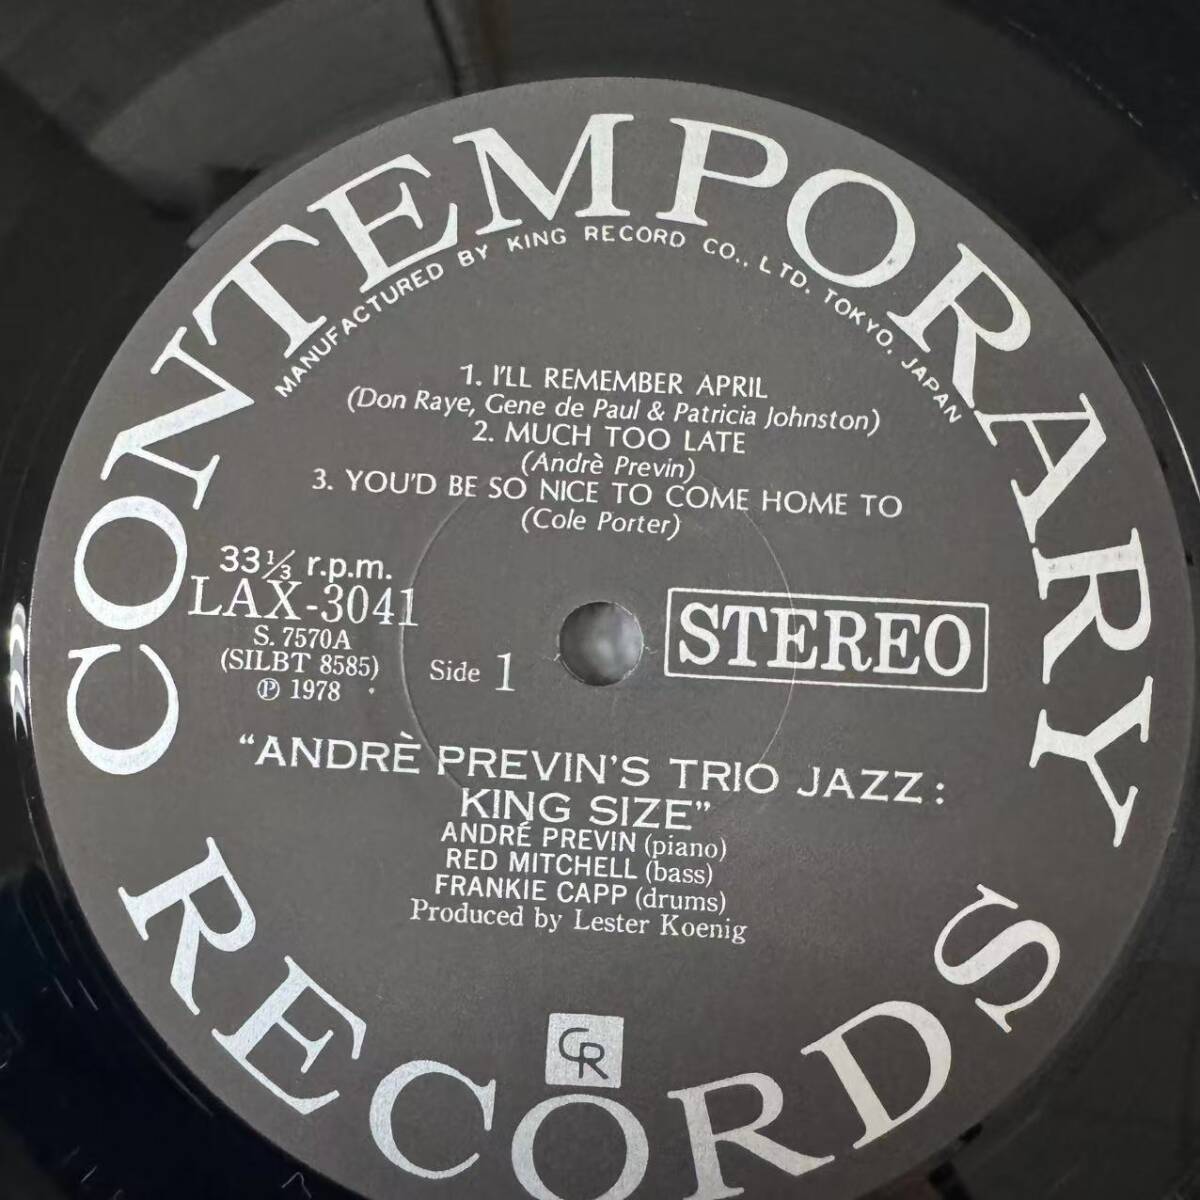 CONTEMPORARY
MANUFACTURED BY KING RECORD CO., LTD. TOKYO, JAPAN
1. I'LL REMEMBER APRIL
(Don Raye, Gene de Paul & Patricia Johnston)
2. MUCH TOO LATE
(Andrè Previn)
3. YOU'D BE SO NICE TO COME HOME TO
(Cole Porter)
33⅓ r.p.m.
LAX-3041
S. 7570A
(SILBT 8585)
℗ 1978
Side 1
STEREO
"ANDRÈ PREVIN'S TRIO JAZZ:
KING SIZE"
ANDRÉ PREVIN (piano)
RED MITCHELL (bass)
FRANKIE CAPP (drums)
Produced by Lester Koenig
CR
RECORDS